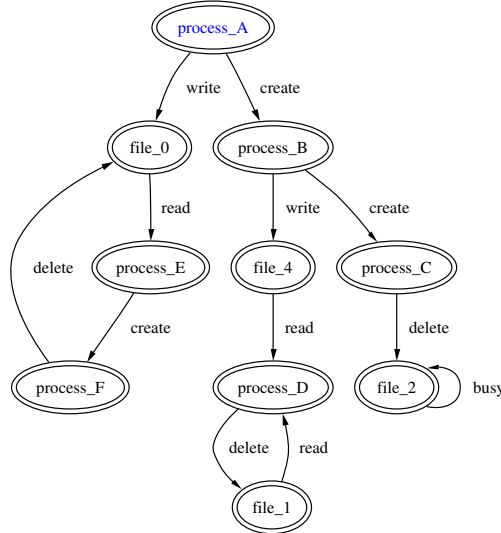 process_A
write
create
file_0
process_B
read
write
create
delete
process_E
file_4
process_C
create
read
delete
process_F
process_D
file_2
busy
delete
read
file_1